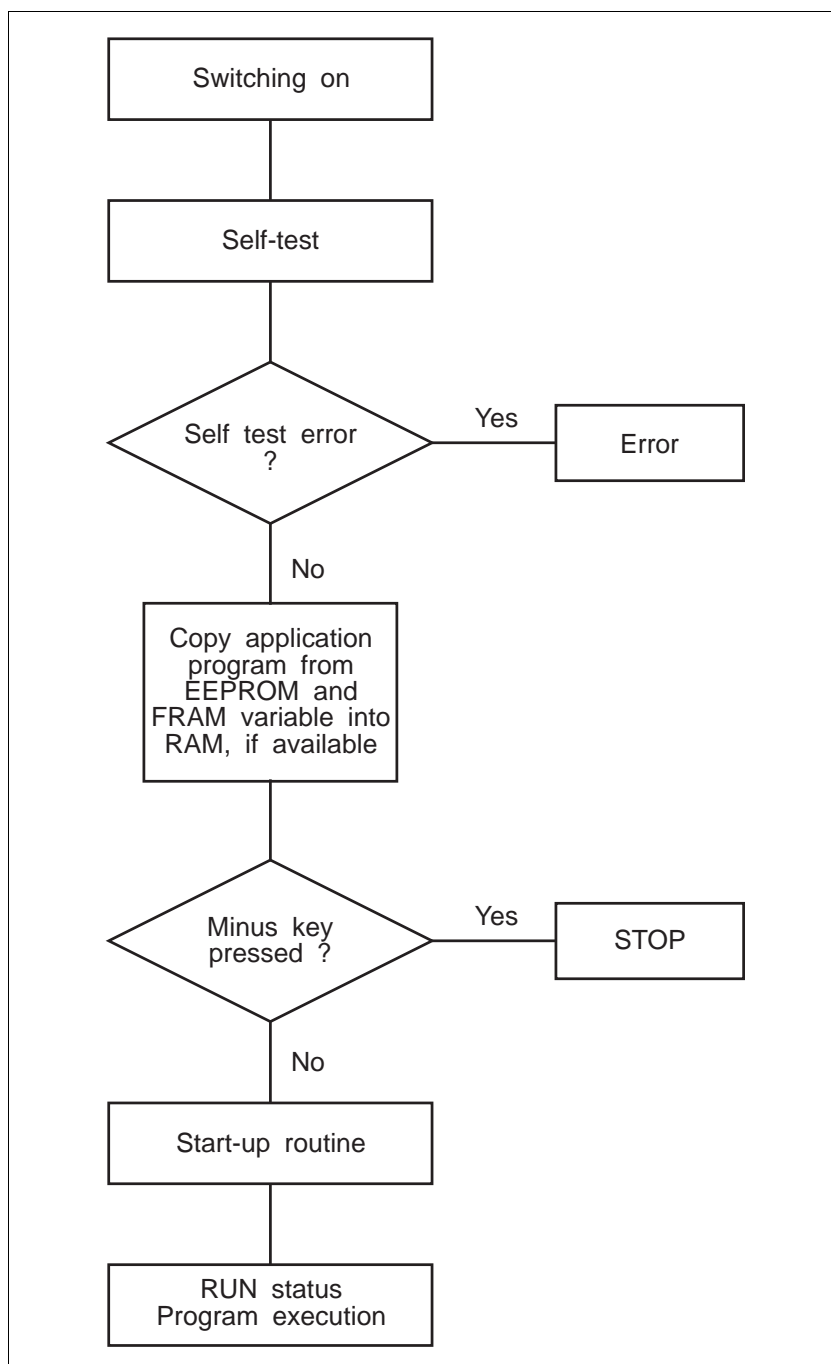 Switching on
Self-test
Self test error
?
Yes
Error
No
Copy application
program from
EEPROM and
FRAM variable into
RAM, if available
Minus key
pressed ?
Yes
STOP
No
Start-up routine
RUN status
Program execution